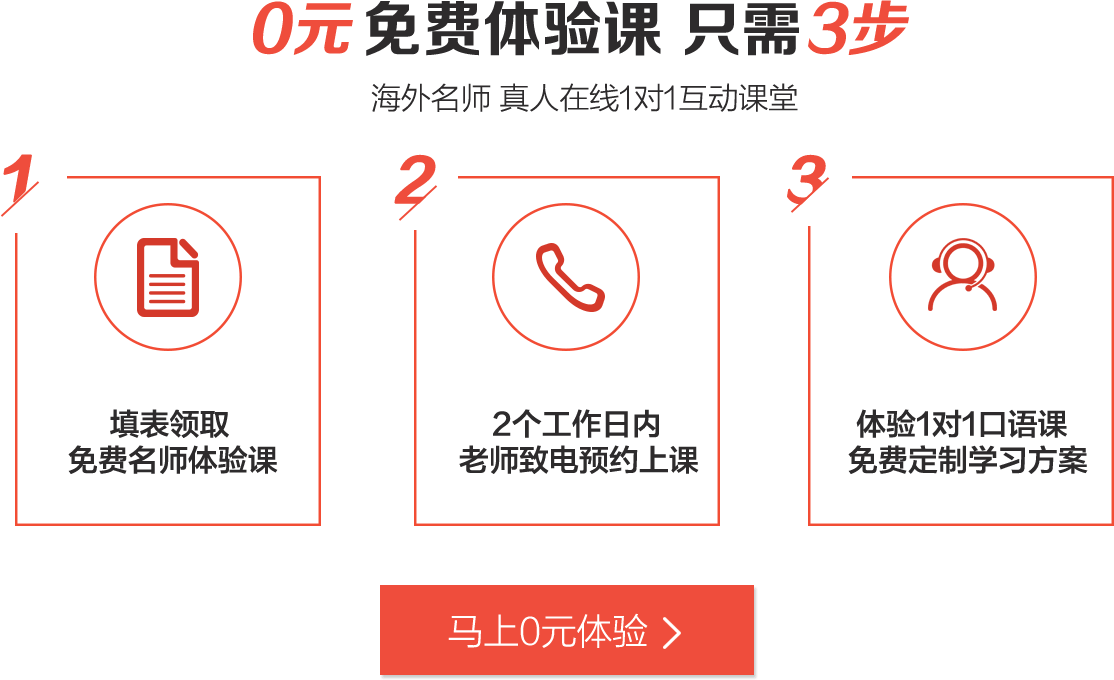 0元 免费体验课 只需3步
海外名师 真人在线1对1互动课堂
1
填表领取
免费名师体验课
2
2个工作日内
老师致电预约上课
3
体验1对1口语课
免费定制学习方案
马上0元体验